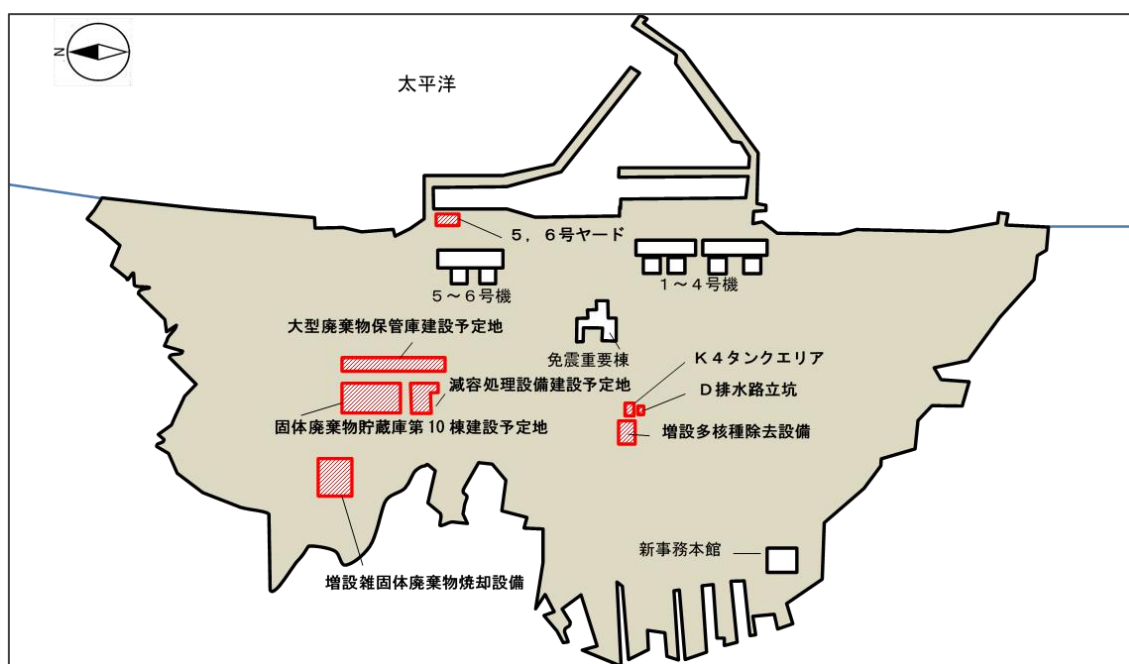 N
太平洋
５，６号ヤード
５～６号機
１～４号機
大型廃棄物保管庫建設予定地
免震重要棟
Ｋ４タンクエリア
減容処理設備建設予定地
Ｄ排水路立坑
固体廃棄物貯蔵庫第10棟建設予定地
増設多核種除去設備
新事務本館
増設雑固体廃棄物焼却設備